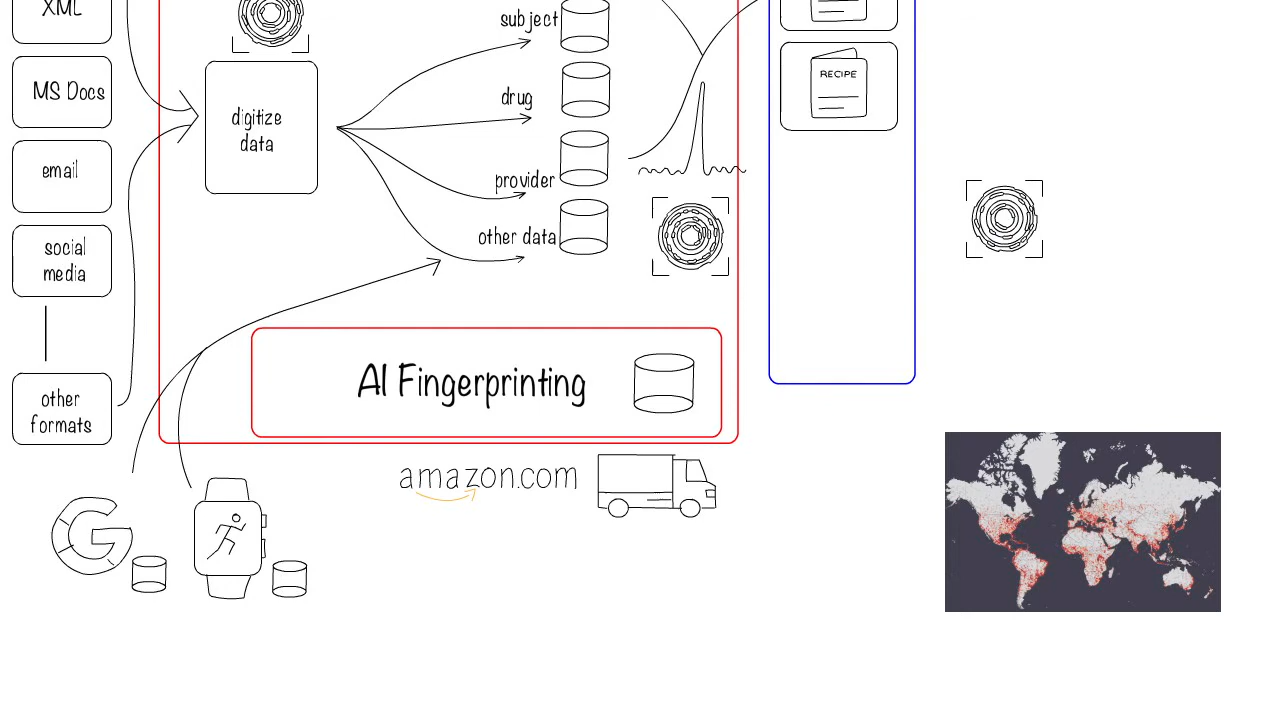 XML
MS Docs
email
social
media
other
formats
digitize
data
subject
drug
provider
other data
RECIPE
AI Fingerprinting
amazon.com
G